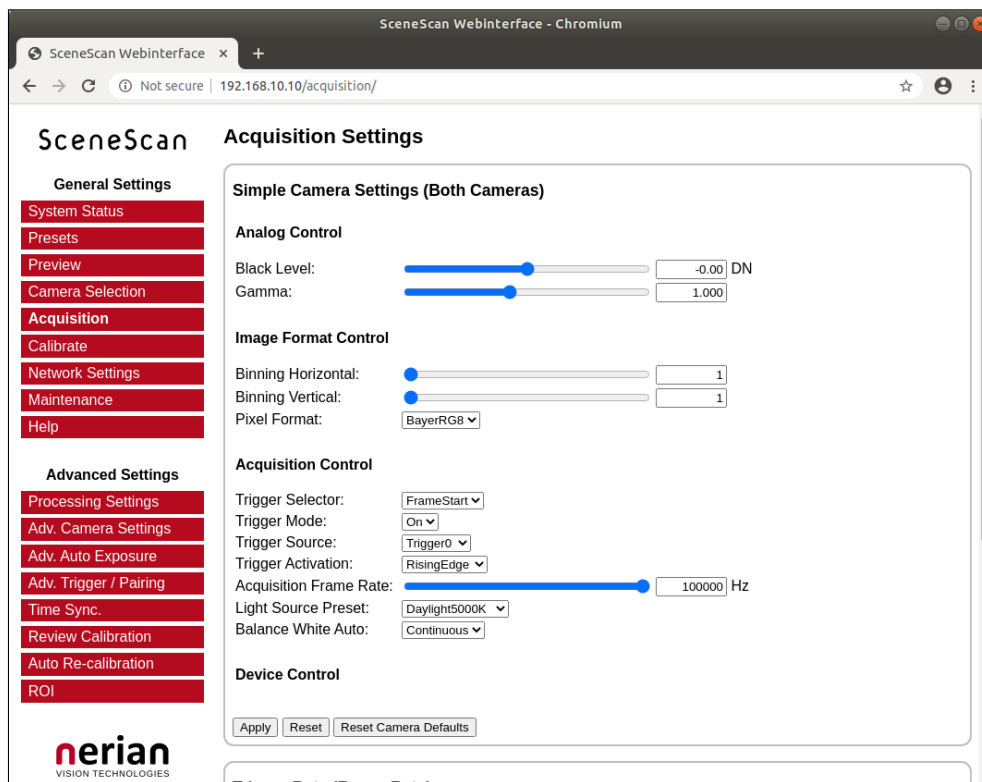 SceneScan Webinterface - Chromium
SceneScan Webinterface × +
Not secure | 192.168.10.10/acquisition/
SceneScan
General Settings
System Status
Presets
Preview
Camera Selection
Acquisition
Calibrate
Network Settings
Maintenance
Help
Advanced Settings
Processing Settings
Adv. Camera Settings
Adv. Auto Exposure
Adv. Trigger / Pairing
Time Sync.
Review Calibration
Auto Re-calibration
ROI
nerian
VISION TECHNOLOGIES
Acquisition Settings
Simple Camera Settings (Both Cameras)
Analog Control
Black Level: -0.00 DN
Gamma: 1.000
Image Format Control
Binning Horizontal: 1
Binning Vertical: 1
Pixel Format: BayerRG8
Acquisition Control
Trigger Selector: FrameStart
Trigger Mode: On
Trigger Source: Trigger0
Trigger Activation: RisingEdge
Acquisition Frame Rate: 100000 Hz
Light Source Preset: Daylight5000K
Balance White Auto: Continuous
Device Control
Apply Reset Reset Camera Defaults